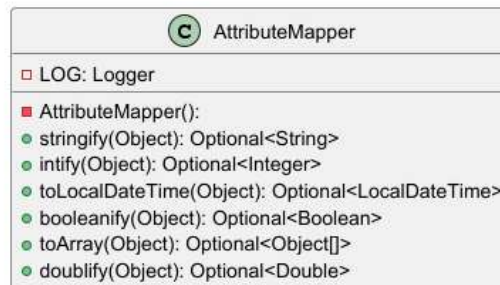 C AttributeMapper
LOG: Logger
AttributeMapper():
stringify(Object): Optional<String>
intify(Object): Optional<Integer>
toLocalDateTime(Object): Optional<LocalDateTime>
booleanify(Object): Optional<Boolean>
toArray(Object): Optional<Object[]>
doublify(Object): Optional<Double>